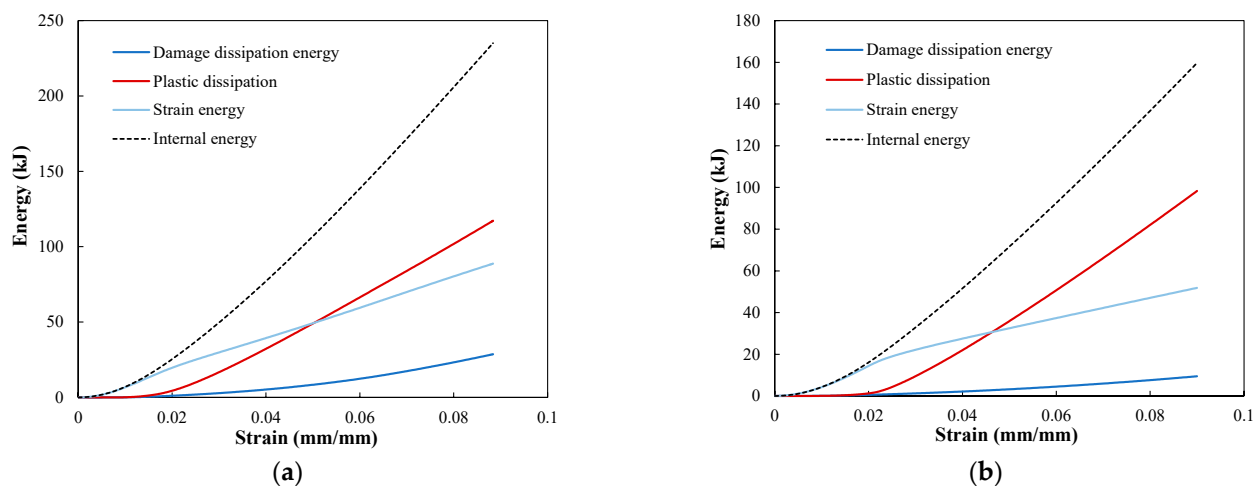 250
200
150
100
50
0
Energy (kJ)
Damage dissipation energy
Plastic dissipation
Strain energy
Internal energy
0 0.02 0.04 0.06 0.08 0.1
Strain (mm/mm)
(a)
180
160
140
120
100
80
60
40
20
0
Energy (kJ)
Damage dissipation energy
Plastic dissipation
Strain energy
Internal energy
0 0.02 0.04 0.06 0.08 0.1
Strain (mm/mm)
(b)